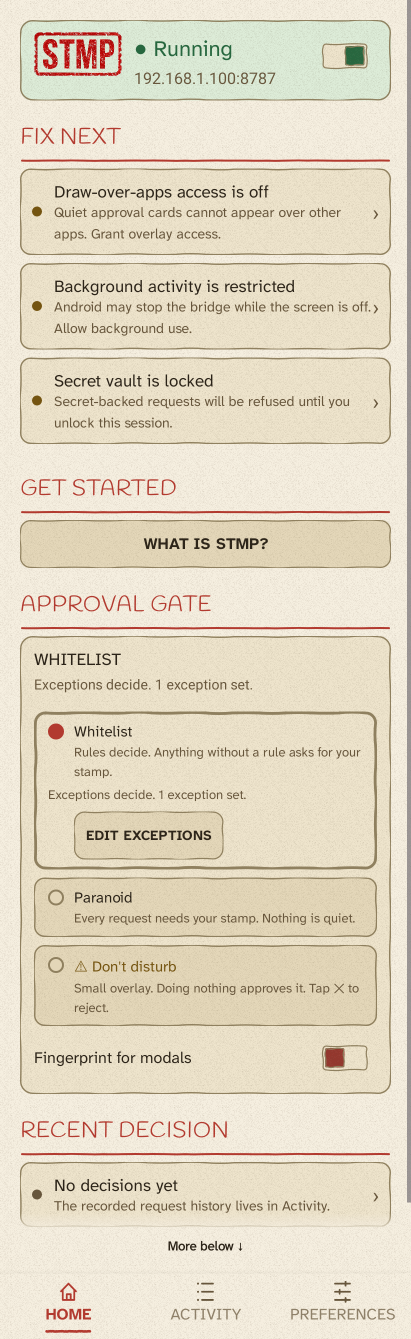 STMP
Running
192.168.1.100:8787
FIX NEXT
Draw-over-apps access is off
Quiet approval cards cannot appear over other
apps. Grant overlay access.
Background activity is restricted
Android may stop the bridge while the screen is off.
Allow background use.
Secret vault is locked
Secret-backed requests will be refused until you
unlock this session.
GET STARTED
WHAT IS STMP?
APPROVAL GATE
WHITELIST
Exceptions decide. 1 exception set.
Whitelist
Rules decide. Anything without a rule asks for your
stamp.
Exceptions decide. 1 exception set.
EDIT EXCEPTIONS
Paranoid
Every request needs your stamp. Nothing is quiet.
⚠ Don't disturb
Small overlay. Doing nothing approves it. Tap ✕ to
reject.
Fingerprint for modals
RECENT DECISION
No decisions yet
The recorded request history lives in Activity.
More below ↓
HOME
ACTIVITY
PREFERENCES